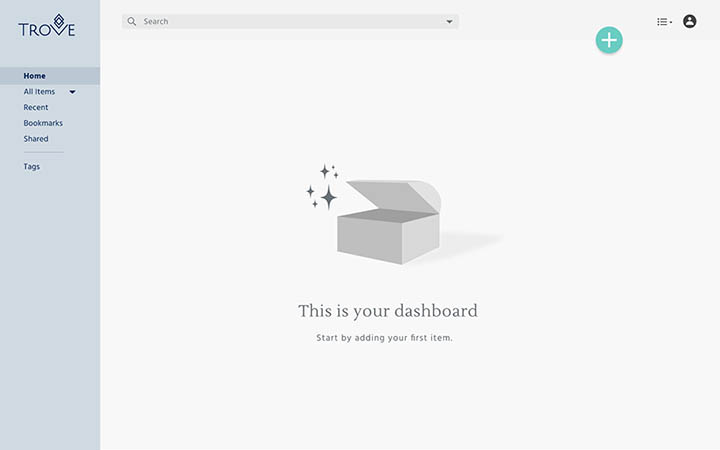 TROVE
Search
Home
All Items
Recent
Bookmarks
Shared
Tags
This is your dashboard
Start by adding your first item.